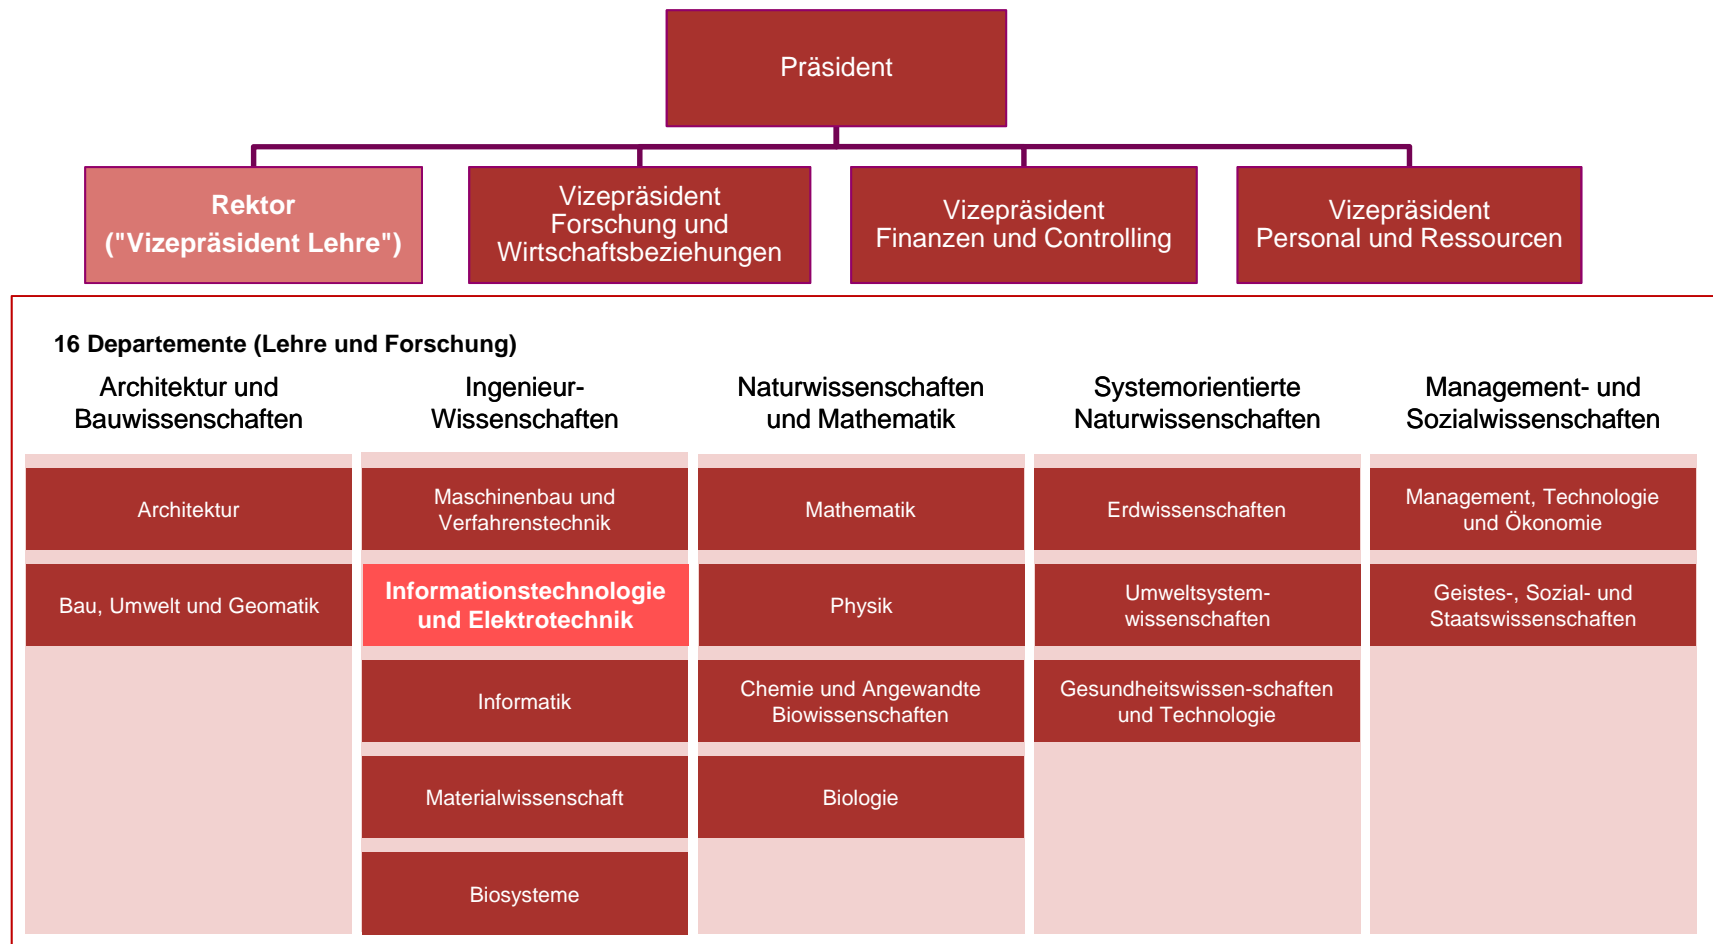 Präsident
Rektor
("Vizepräsident Lehre")
Vizepräsident
Forschung und
Wirtschaftsbeziehungen
Vizepräsident
Finanzen und Controlling
Vizepräsident
Personal und Ressourcen
16 Departemente (Lehre und Forschung)
Architektur und
Bauwissenschaften
Ingenieur-
Wissenschaften
Naturwissenschaften
und Mathematik
Systemorientierte
Naturwissenschaften
Management- und
Sozialwissenschaften
Architektur
Maschinenbau und
Verfahrenstechnik
Mathematik
Erdwissenschaften
Management, Technologie
und Ökonomie
Bau, Umwelt und Geomatik
Informationstechnologie
und Elektrotechnik
Physik
Umweltsystem-
wissenschaften
Geistes-, Sozial- und
Staatswissenschaften
Informatik
Chemie und Angewandte
Biowissenschaften
Gesundheitswissen-schaften
und Technologie
Materialwissenschaft
Biologie
Biosysteme